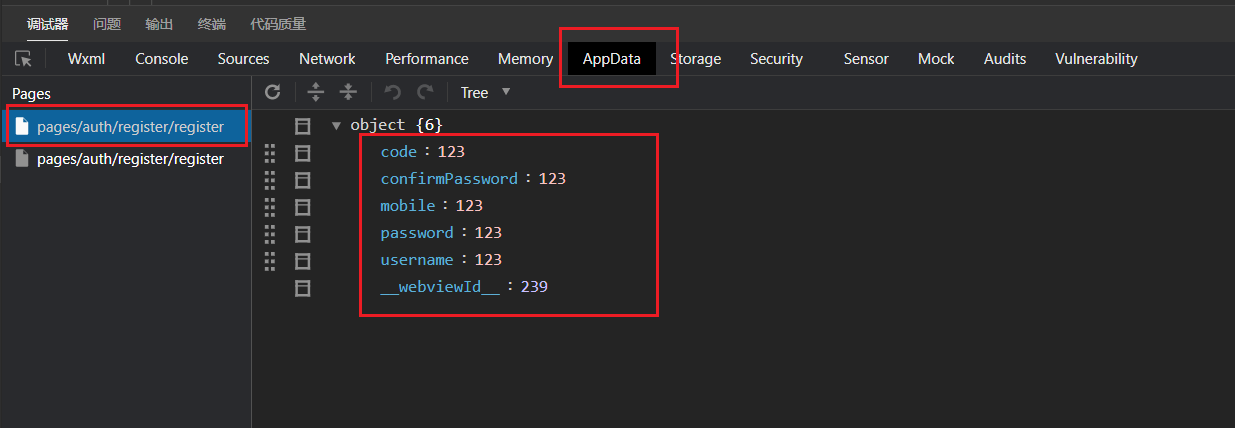 调试器 问题 输出 终端 代码质量
Wxml Console Sources Network Performance Memory AppData Storage Security Sensor Mock Audits Vulnerability
Pages
Tree
pages/auth/register/register
pages/auth/register/register
object {6}
code : 123
confirmPassword : 123
mobile : 123
password : 123
username : 123
__webviewId__ : 239